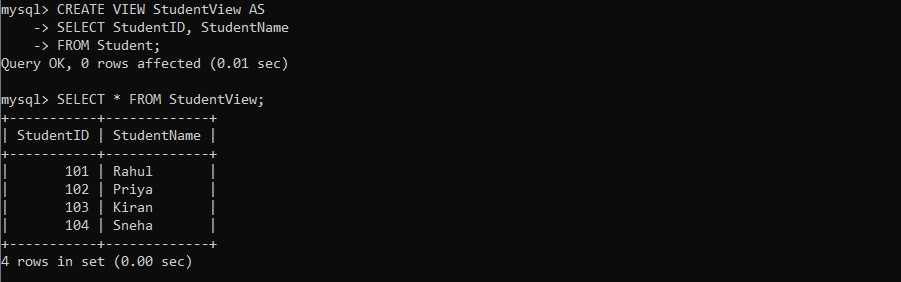 mysql> CREATE VIEW StudentView AS
    -> SELECT StudentID, StudentName
    -> FROM Student;
Query OK, 0 rows affected (0.01 sec)

mysql> SELECT * FROM StudentView;
+-----------+-------------+
| StudentID | StudentName |
+-----------+-------------+
|       101 | Rahul       |
|       102 | Priya       |
|       103 | Kiran       |
|       104 | Sneha       |
+-----------+-------------+
4 rows in set (0.00 sec)